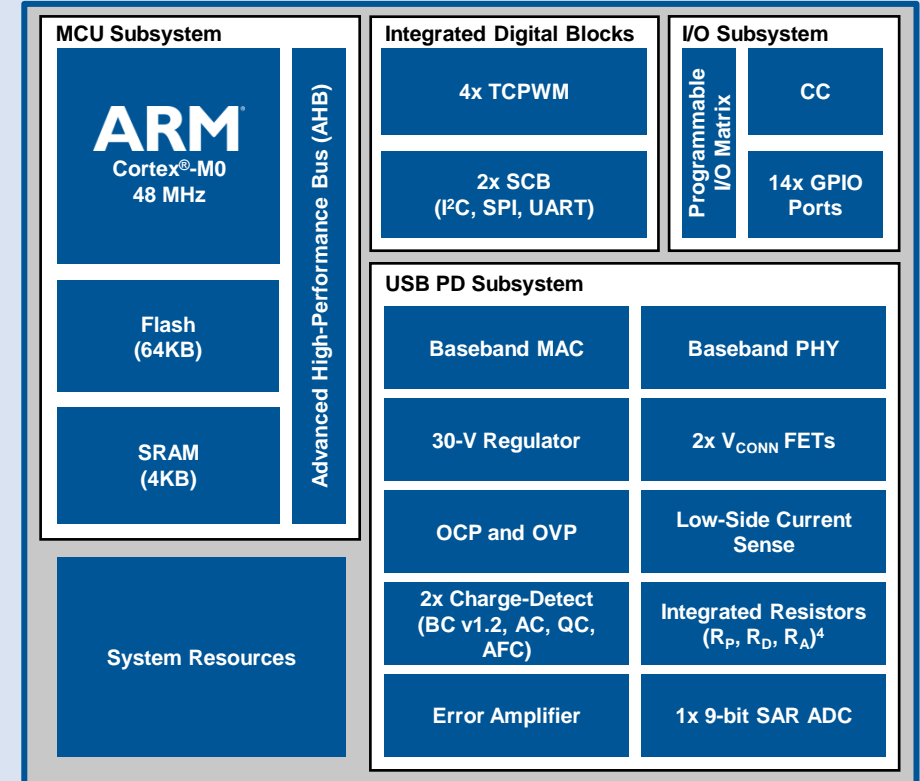 MCU Subsystem
ARM
Cortex®-M0
48 MHz
Flash
(64KB)
SRAM
(4KB)
Advanced High-Performance Bus (AHB)
System Resources
Integrated Digital Blocks
4x TCPWM
2x SCB
(I²C, SPI, UART)
I/O Subsystem
Programmable
I/O Matrix
CC
14x GPIO
Ports
USB PD Subsystem
Baseband MAC
Baseband PHY
30-V Regulator
2x VCONN FETs
OCP and OVP
Low-Side Current
Sense
2x Charge-Detect
(BC v1.2, AC, QC,
AFC)
Integrated Resistors
(RP, RD, RA)⁴
Error Amplifier
1x 9-bit SAR ADC